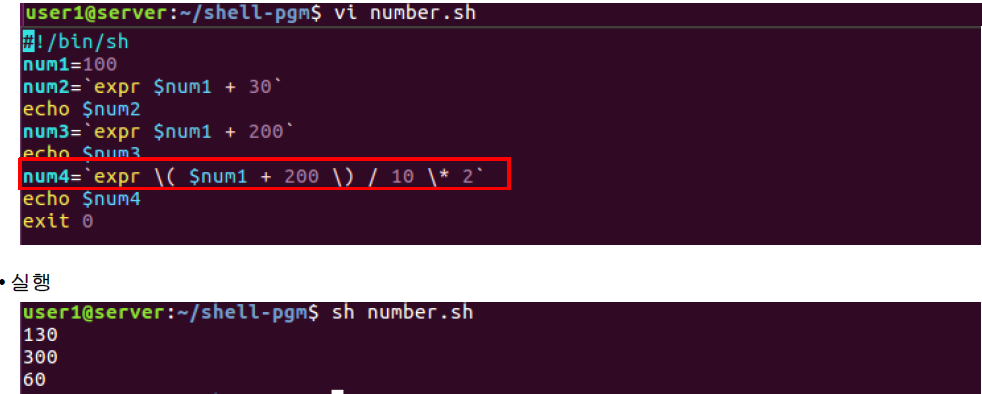 user1@server:~/shell-pgm$ vi number.sh
#!/bin/sh
num1=100
num2=`expr $num1 + 30`
echo $num2
num3=`expr $num1 + 200`
echo $num3
num4=`expr \( $num1 + 200 \) / 10 \* 2`
echo $num4
exit 0
• 실행
user1@server:~/shell-pgm$ sh number.sh
130
300
60